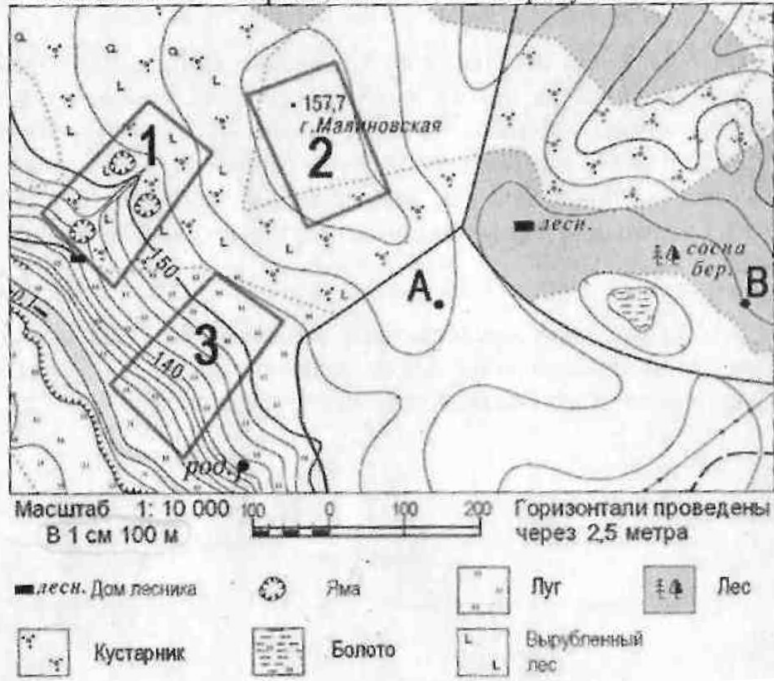 1
157,7
г. Малиновская
2
лесн.
сосна
бер.
150
А
В
3
140
род.
Масштаб 1: 10 000
В 1 см 100 м
100 0 100 200
Горизонтали проведены
через 2,5 метра
лесн. Дом лесника
Яма
Луг
Лес
Кустарник
Болото
Вырубленный
лес